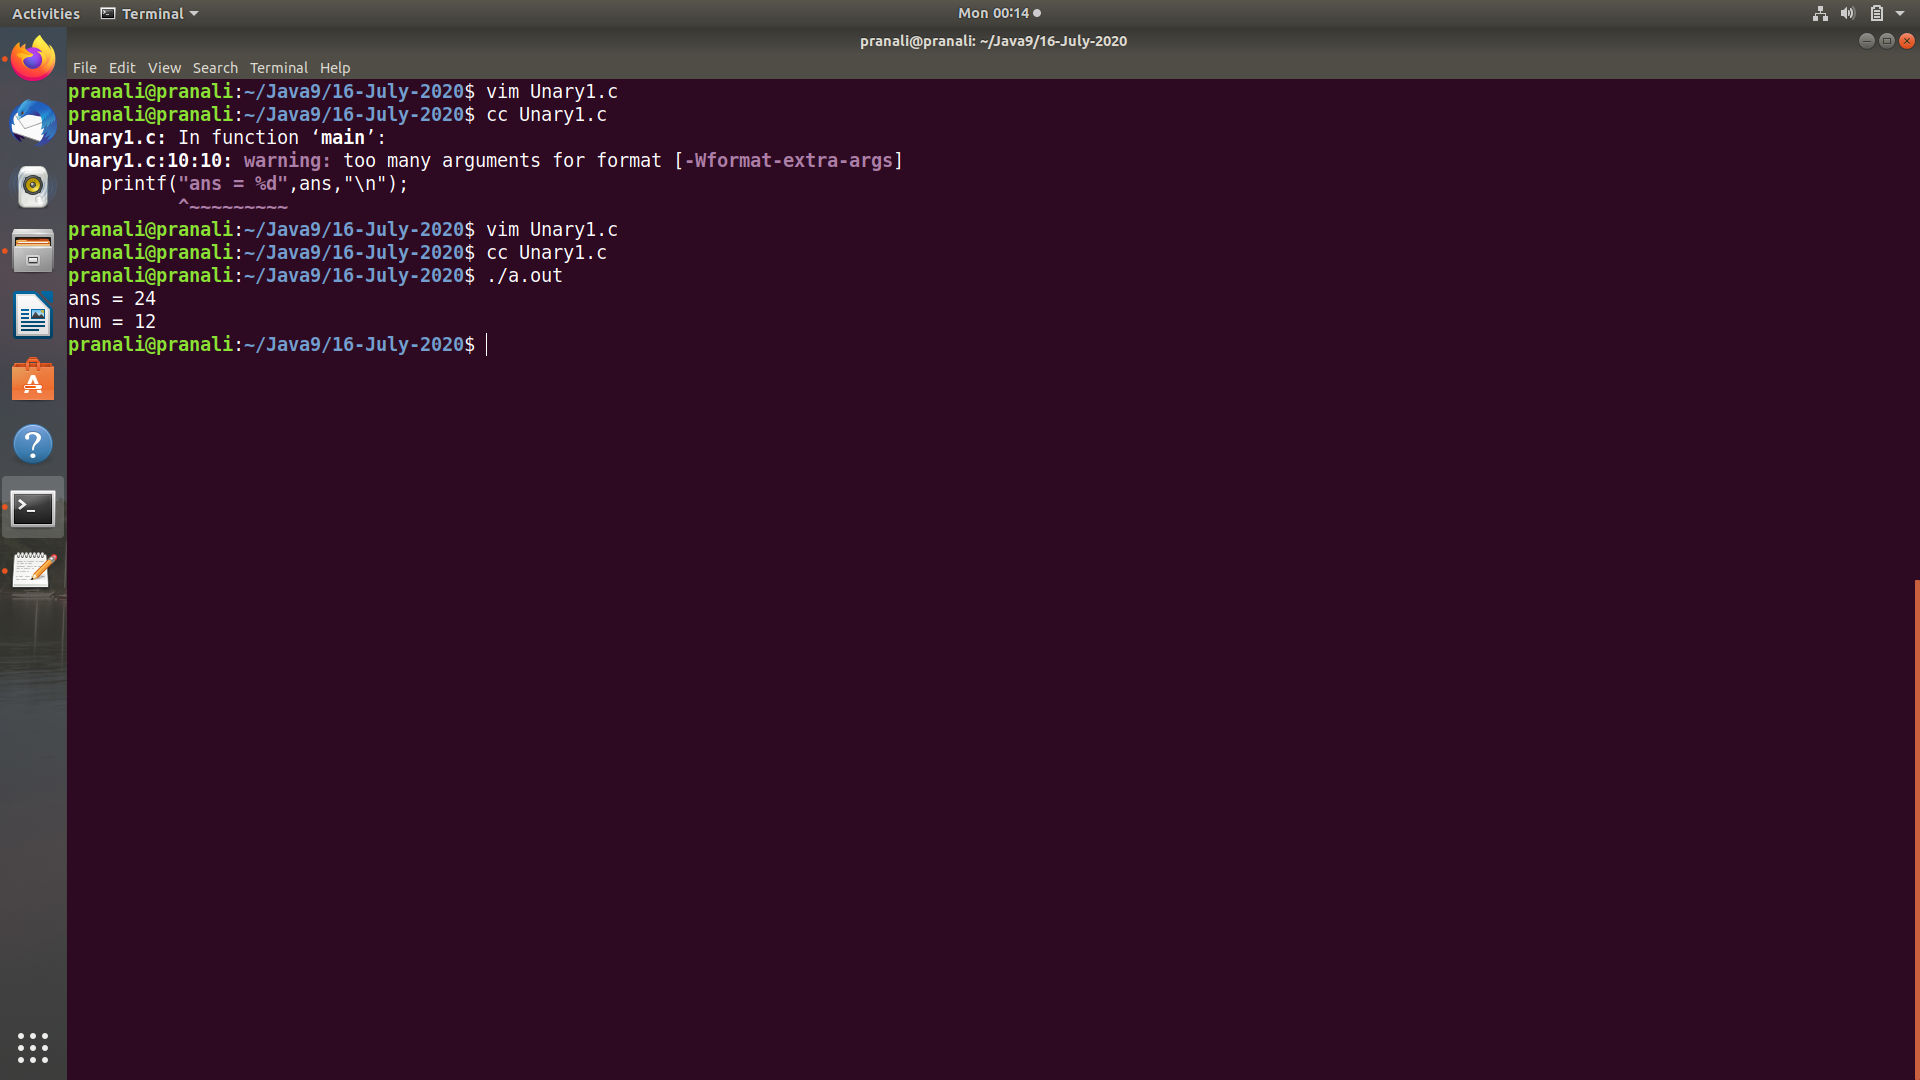 Activities Terminal Mon 00:14
pranali@pranali: ~/Java9/16-July-2020
File Edit View Search Terminal Help
pranali@pranali:~/Java9/16-July-2020$ vim Unary1.c
pranali@pranali:~/Java9/16-July-2020$ cc Unary1.c
Unary1.c: In function ‘main’:
Unary1.c:10:10: warning: too many arguments for format [-Wformat-extra-args]
   printf("ans = %d",ans,"\n");
          ^~~~~~~~~~
pranali@pranali:~/Java9/16-July-2020$ vim Unary1.c
pranali@pranali:~/Java9/16-July-2020$ cc Unary1.c
pranali@pranali:~/Java9/16-July-2020$ ./a.out
ans = 24
num = 12
pranali@pranali:~/Java9/16-July-2020$